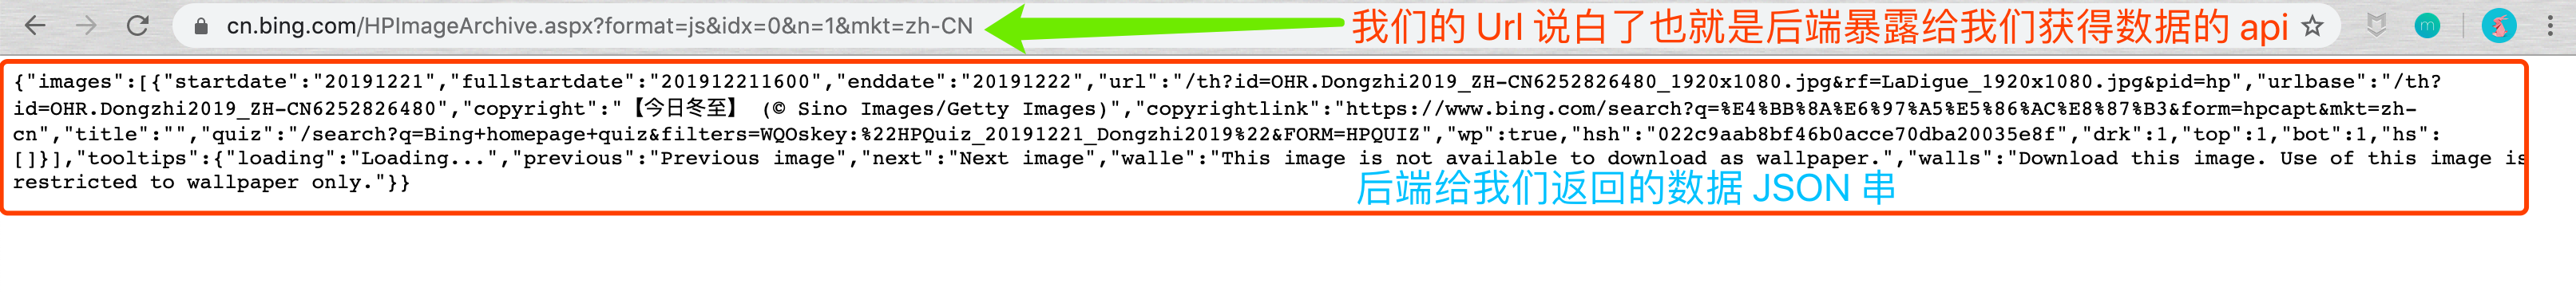 cn.bing.com/HPImageArchive.aspx?format=js&idx=0&n=1&mkt=zh-CN
我们的 Url 说白了也就是后端暴露给我们获得数据的 api
m
{"images":[{"startdate":"20191221","fullstartdate":"201912211600","enddate":"20191222","url":"/th?id=OHR.Dongzhi2019_ZH-CN6252826480_1920x1080.jpg&rf=LaDigue_1920x1080.jpg&pid=hp","urlbase":"/th?
id=OHR.Dongzhi2019_ZH-CN6252826480","copyright":"【今日冬至】 (© Sino Images/Getty Images)","copyrightlink":"https://www.bing.com/search?q=%E4%BB%8A%E6%97%A5%E5%86%AC%E8%87%B3&form=hpcapt&mkt=zh-
cn","title":"","quiz":"/search?q=Bing+homepage+quiz&filters=WQOskey:%22HPQuiz_20191221_Dongzhi2019%22&FORM=HPQUIZ","wp":true,"hsh":"022c9aab8bf46b0acce70dba20035e8f","drk":1,"top":1,"bot":1,"hs":
[]}],"tooltips":{"loading":"Loading...","previous":"Previous image","next":"Next image","walle":"This image is not available to download as wallpaper.","walls":"Download this image. Use of this image is
restricted to wallpaper only."}}
后端给我们返回的数据 JSON 串